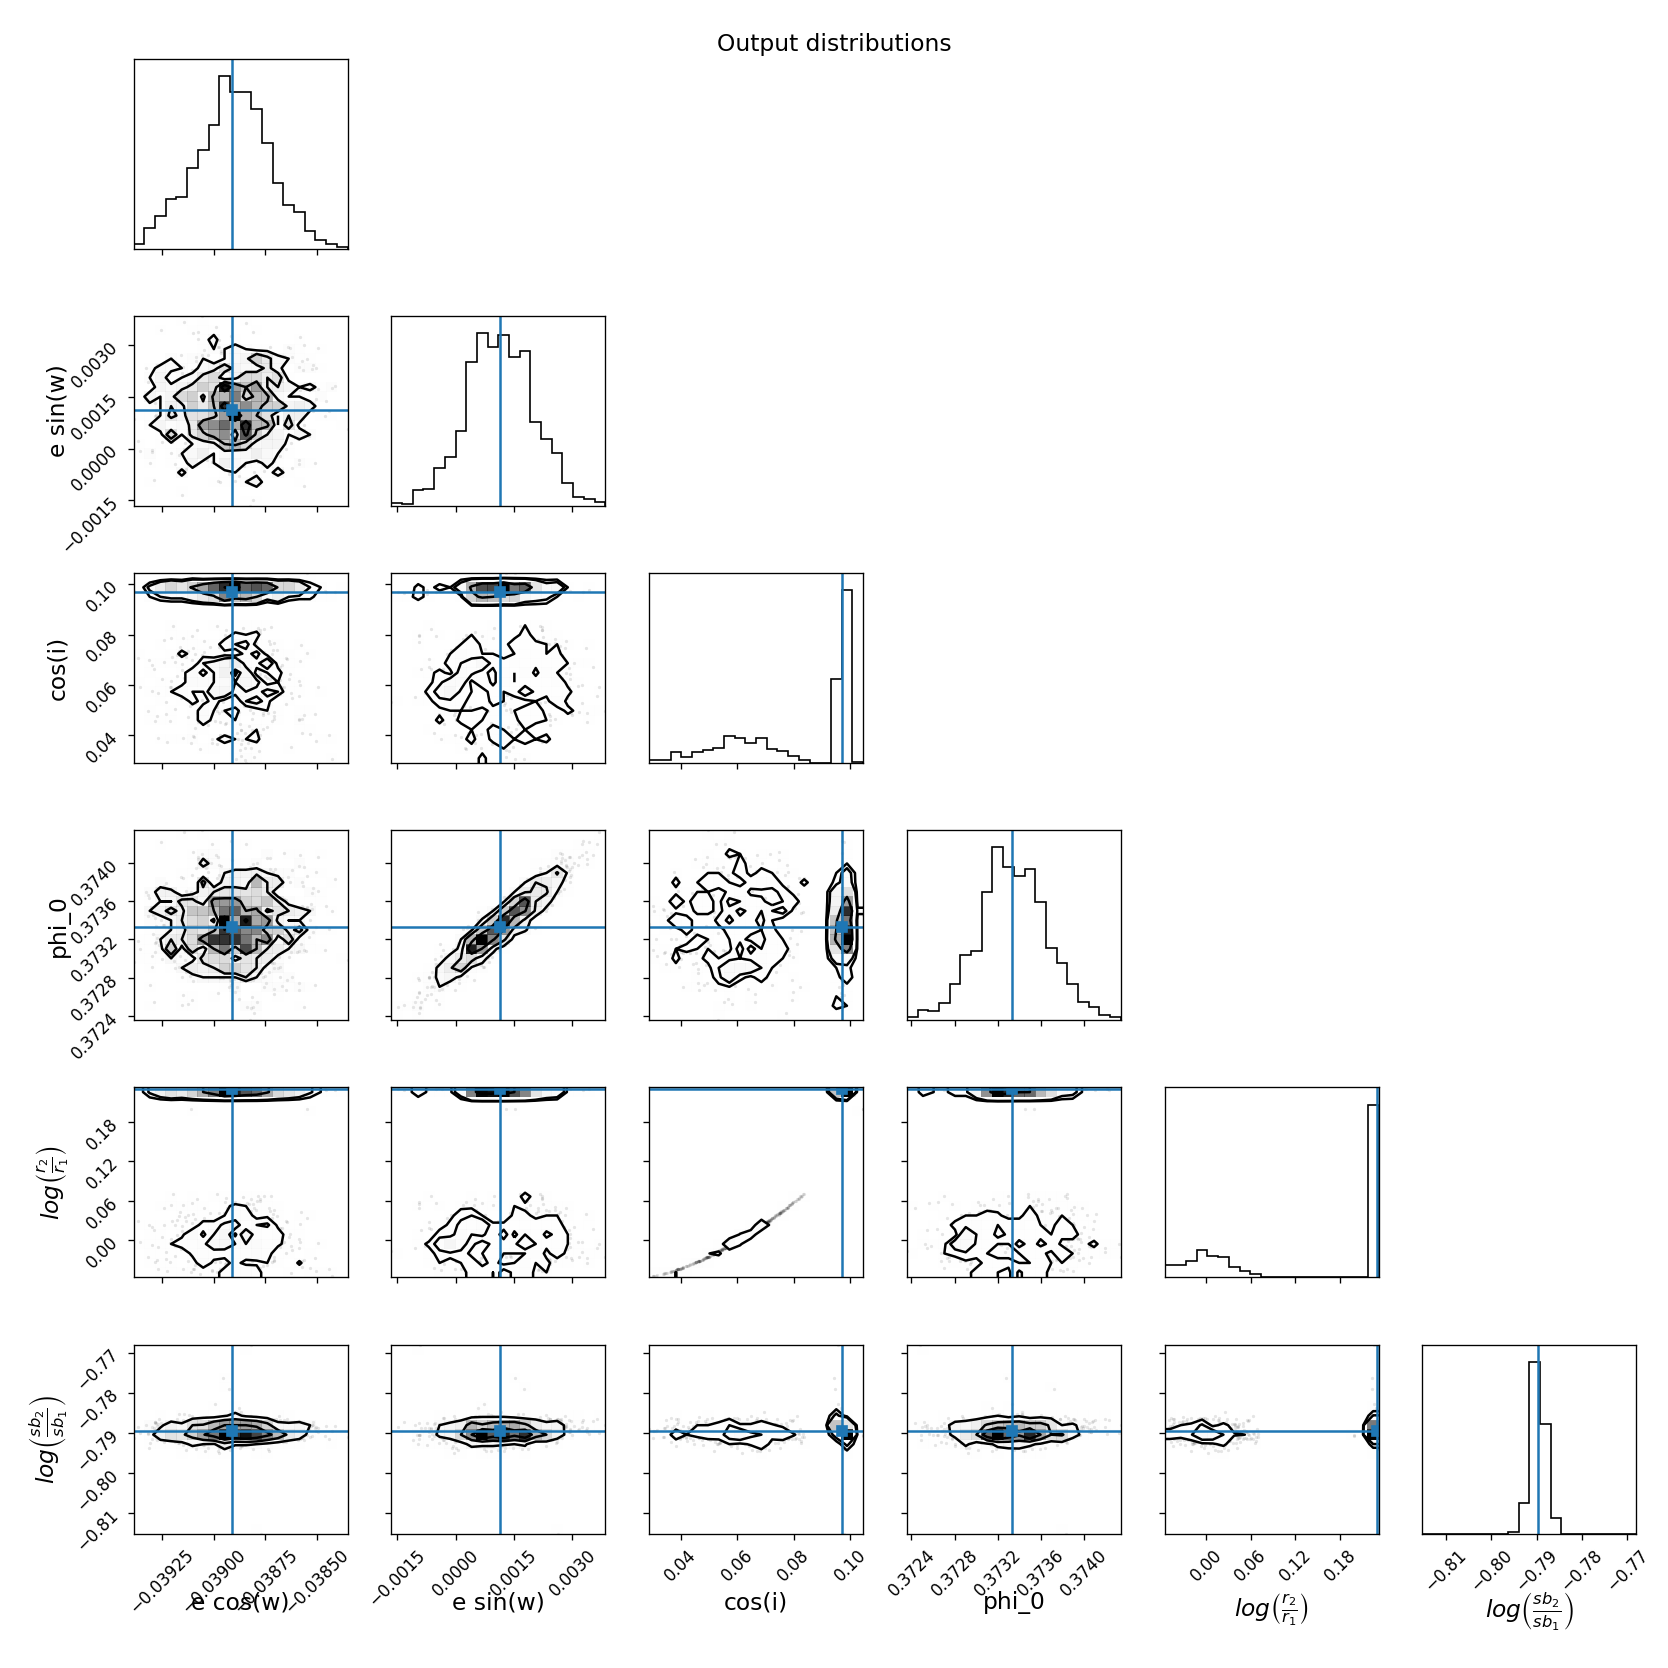 Output distributions
e sin(w)
0.0030
0.0015
0.0000
−0.0015
cos(i)
0.10
0.08
0.06
0.04
phi_0
0.3740
0.3736
0.3732
0.3728
0.3724
log(r2/r1)
0.18
0.12
0.06
0.00
log(sb2/sb1)
−0.77
−0.78
−0.79
−0.80
−0.81
−0.03925 −0.03900 −0.03875 −0.03850
e cos(w)
−0.0015 0.0000 0.0015 0.0030
e sin(w)
0.04 0.06 0.08 0.10
cos(i)
0.3724 0.3728 0.3732 0.3736 0.3740
phi_0
0.00 0.06 0.12 0.18
log(r2/r1)
−0.81 −0.80 −0.79 −0.78 −0.77
log(sb2/sb1)